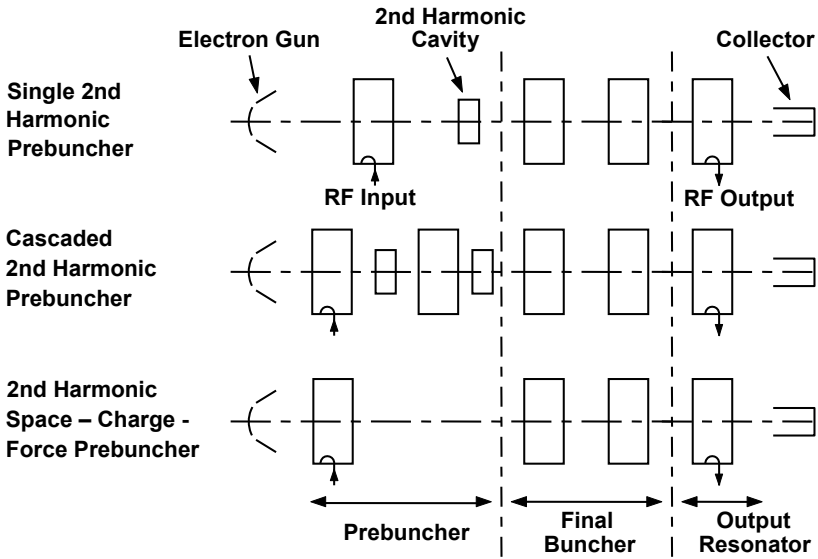 2nd Harmonic
Cavity
Electron Gun
Collector
Single 2nd
Harmonic
Prebuncher
RF Input
RF Output
Cascaded
2nd Harmonic
Prebuncher
2nd Harmonic
Space – Charge -
Force Prebuncher
Prebuncher
Final
Buncher
Output
Resonator